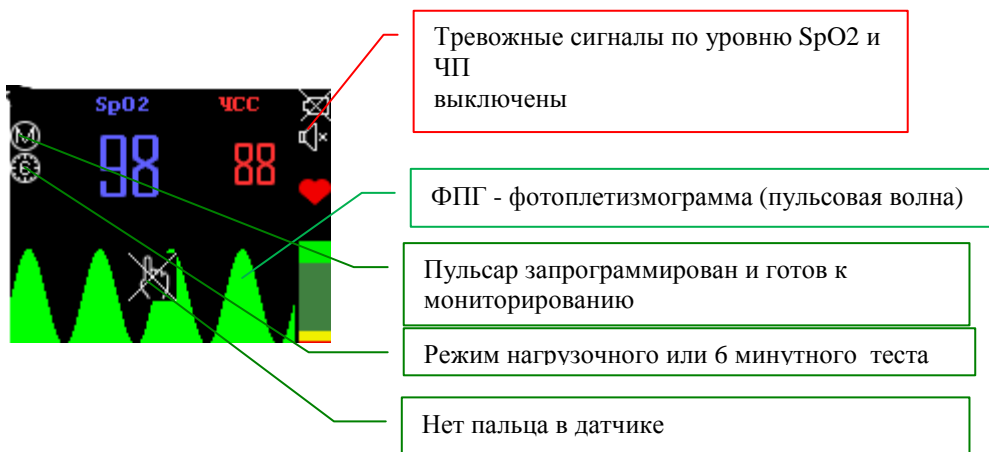 Тревожные сигналы по уровню SpO2 и
ЧП
выключены
SpO2
ЧСС
М
6
98
88
ФПГ - фотоплетизмограмма (пульсовая волна)
Пульсар запрограммирован и готов к
мониторированию
Режим нагрузочного или 6 минутного теста
Нет пальца в датчике